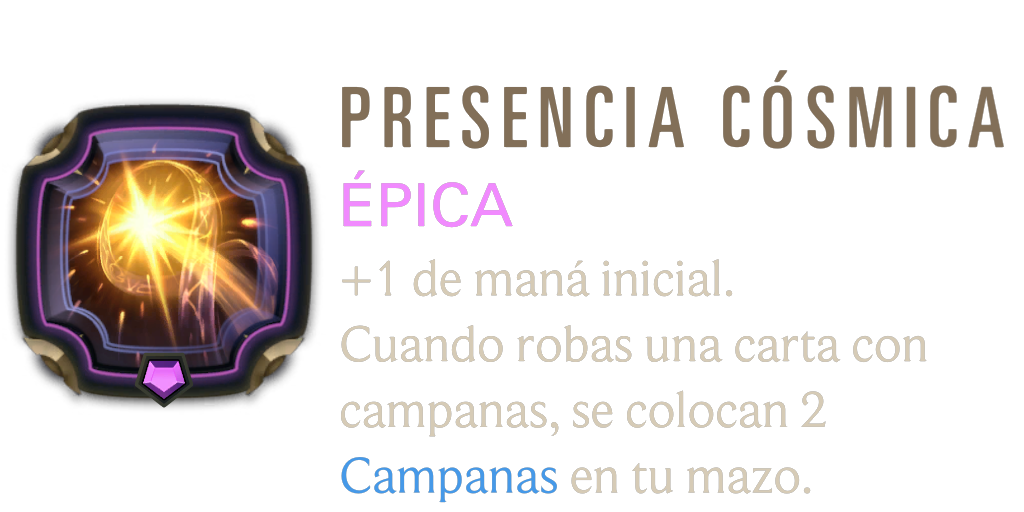 PRESENCIA CÓSMICA
ÉPICA
+1 de maná inicial.
Cuando robas una carta con
campanas, se colocan 2
Campanas en tu mazo.